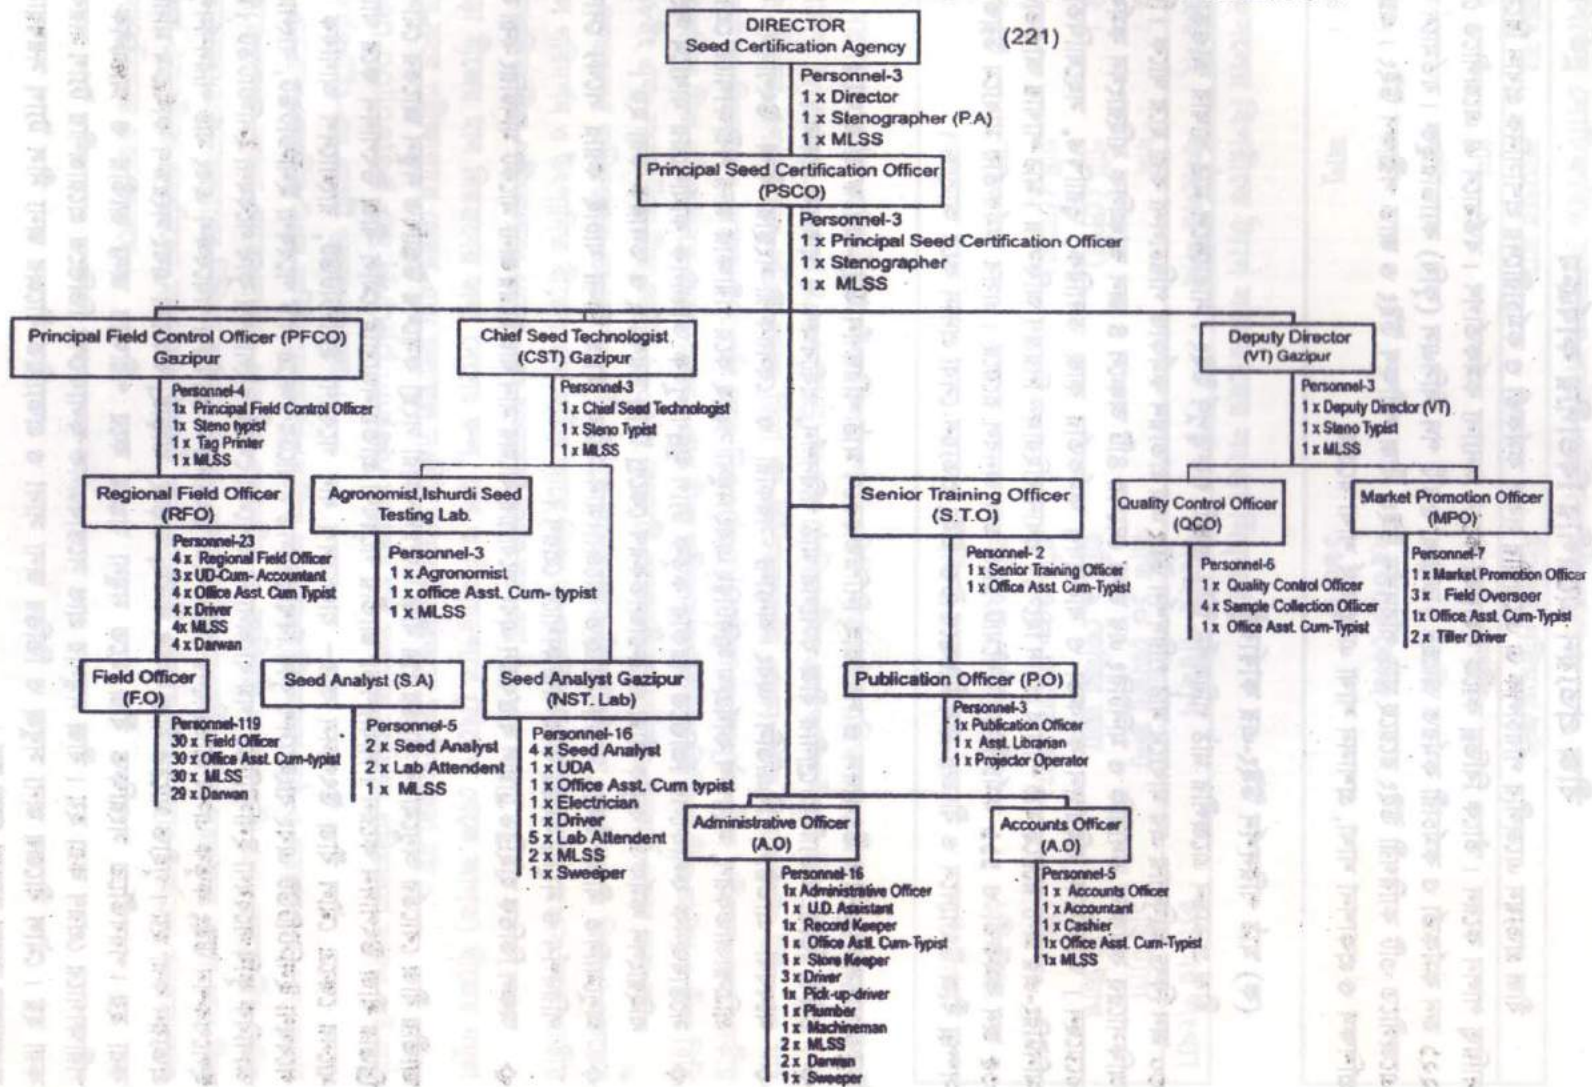 DIRECTOR
Seed Certification Agency
(221)
Personnel-3
1 x Director
1 x Stenographer (P.A)
1 x MLSS
Principal Seed Certification Officer
(PSCO)
Personnel-3
1 x Principal Seed Certification Officer
1 x Stenographer
1 x MLSS
Principal Field Control Officer (PFCO)
Gazipur
Personnel-4
1x Principal Field Control Officer
1x Steno typist
1 x Tag Printer
1 x MLSS
Regional Field Officer
(RFO)
Personnel-23
4 x Regional Field Officer
3 x UD-Cum- Accountant
4 x Office Asst. Cum Typist
4 x Driver
4x MLSS
4 x Darwan
Field Officer
(F.O)
Personnel-119
30 x Field Officer
30 x Office Asst. Cum-typist
30 x MLSS
29 x Darwan
Chief Seed Technologist
(CST) Gazipur
Personnel-3
1 x Chief Seed Technologist
1 x Steno Typist
1 x MLSS
Agronomist, Ishurdi Seed
Testing Lab.
Personnel-3
1 x Agronomist
1 x office Asst. Cum- typist
1 x MLSS
Seed Analyst (S.A)
Personnel-5
2 x Seed Analyst
2 x Lab Attendent
1 x MLSS
Seed Analyst Gazipur
(NST. Lab)
Personnel-16
4 x Seed Analyst
1 x UDA
1 x Office Asst. Cum typist
1 x Electrician
1 x Driver
5 x Lab Attendent
2 x MLSS
1 x Sweeper
Senior Training Officer
(S.T.O)
Personnel- 2
1 x Senior Training Officer
1 x Office Asst. Cum-Typist
Publication Officer (P.O)
Personnel-3
1x Publication Officer
1 x Asst. Librarian
1 x Projector Operator
Administrative Officer
(A.O)
Personnel-16
1x Administrative Officer
1 x U.D. Assistant
1x Record Keeper
1 x Office Astt. Cum-Typist
1 x Store Keeper
3 x Driver
1x Pick-up-driver
1 x Plumber
1 x Machineman
2 x MLSS
2 x Darwan
1 x Sweeper
Accounts Officer
(A.O)
Personnel-5
1 x Accounts Officer
1 x Accountant
1 x Cashier
1x Office Asst. Cum-Typist
1x MLSS
Deputy Director
(VT) Gazipur
Personnel-3
1 x Deputy Director (VT)
1 x Steno Typist
1 x MLSS
Quality Control Officer
(QCO)
Personnel-6
1 x Quality Control Officer
4 x Sample Collection Officer
1 x Office Asst. Cum-Typist
Market Promotion Officer
(MPO)
Personnel-7
1 x Market Promotion Officer
3 x Field Overseer
1x Office Asst. Cum-Typist
2 x Tiller Driver